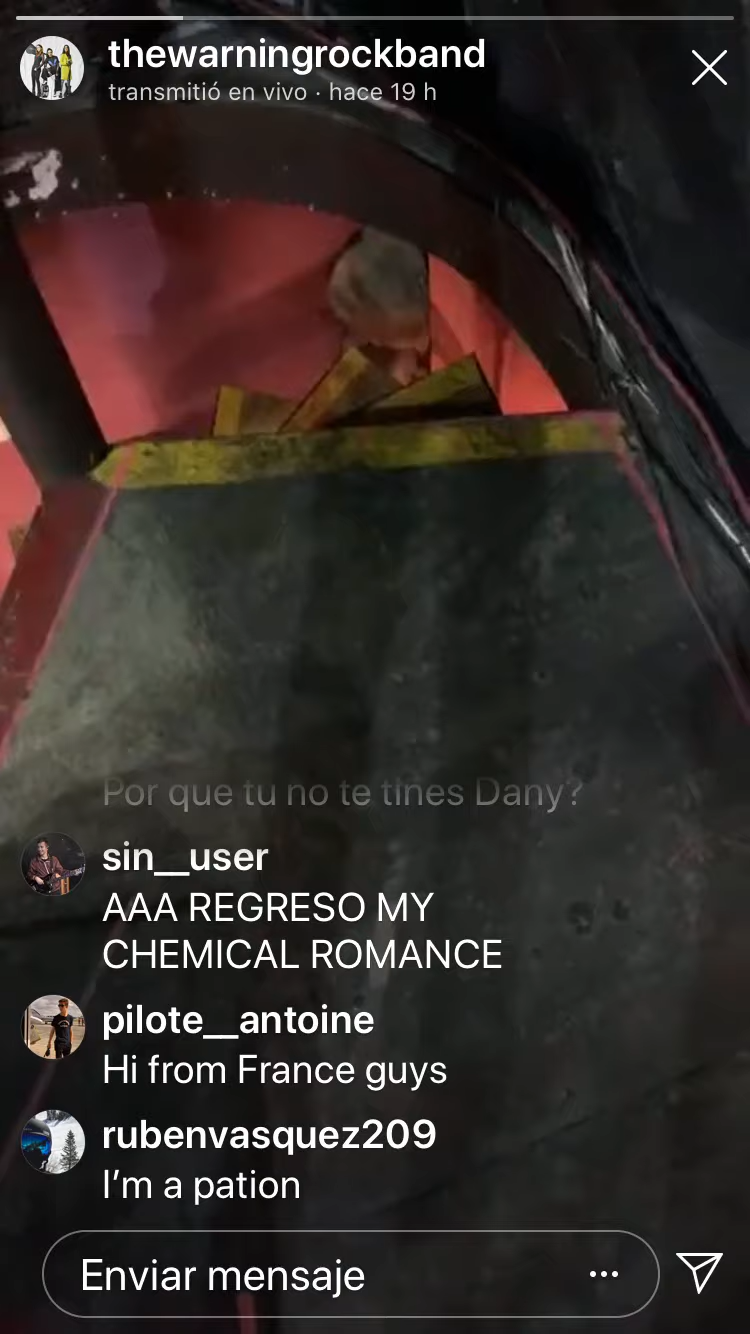 thewarningrockband
transmitió en vivo · hace 19 h
Por que tu no te tines Dany?
sin__user
AAA REGRESO MY
CHEMICAL ROMANCE
pilote__antoine
Hi from France guys
rubenvasquez209
I’m a pation
Enviar mensaje